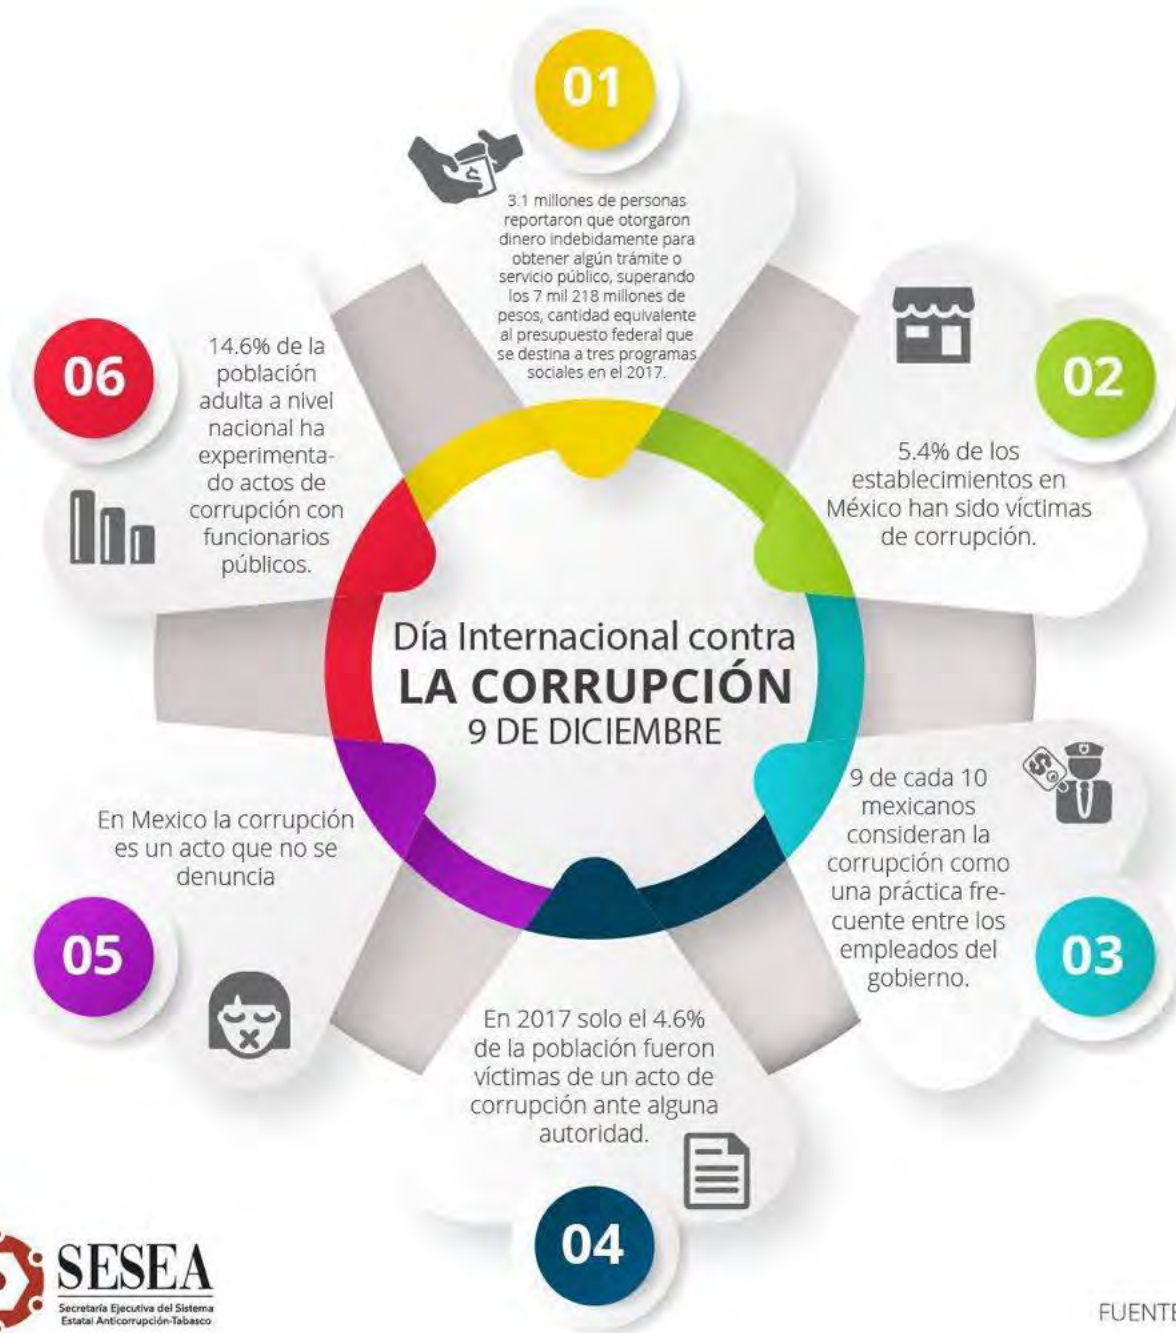 01
3.1 millones de personas
reportaron que otorgaron
dinero indebidamente para
obtener algún trámite o
servicio público, superando
los 7 mil 218 millones de
pesos, cantidad equivalente
al presupuesto federal que
se destina a tres programas
sociales en el 2017.
02
5.4% de los
establecimientos en
México han sido víctimas
de corrupción.
03
9 de cada 10
mexicanos
consideran la
corrupción como
una práctica fre-
cuente entre los
empleados del
gobierno.
04
En 2017 solo el 4.6%
de la población fueron
víctimas de un acto de
corrupción ante alguna
autoridad.
05
En Mexico la corrupción
es un acto que no se
denuncia
06
14.6% de la
población
adulta a nivel
nacional ha
experimenta-
do actos de
corrupción con
funcionarios
públicos.
Día Internacional contra
LA CORRUPCIÓN
9 DE DICIEMBRE
SESEA
Secretaría Ejecutiva del Sistema
Estatal Anticorrupción-Tabasco
FUENTE